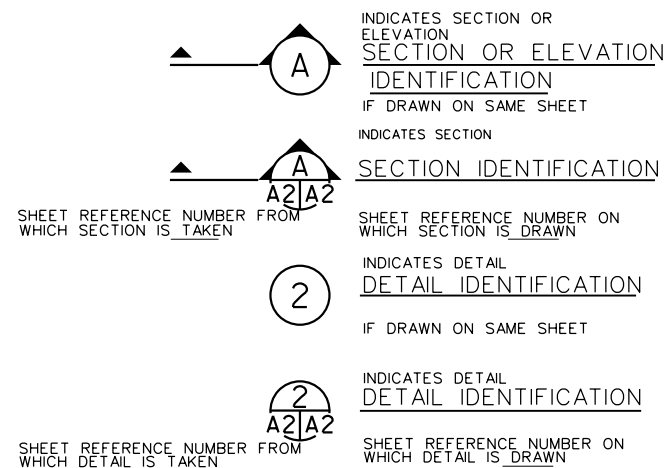 INDICATES SECTION OR
ELEVATION
SECTION OR ELEVATION
IDENTIFICATION
A
IF DRAWN ON SAME SHEET
INDICATES SECTION
A
SECTION IDENTIFICATION
A2 A2
SHEET REFERENCE NUMBER FROM
WHICH SECTION IS TAKEN
SHEET REFERENCE NUMBER ON
WHICH SECTION IS DRAWN
INDICATES DETAIL
DETAIL IDENTIFICATION
2
IF DRAWN ON SAME SHEET
INDICATES DETAIL
DETAIL IDENTIFICATION
2
A2 A2
SHEET REFERENCE NUMBER FROM
WHICH DETAIL IS TAKEN
SHEET REFERENCE NUMBER ON
WHICH DETAIL IS DRAWN